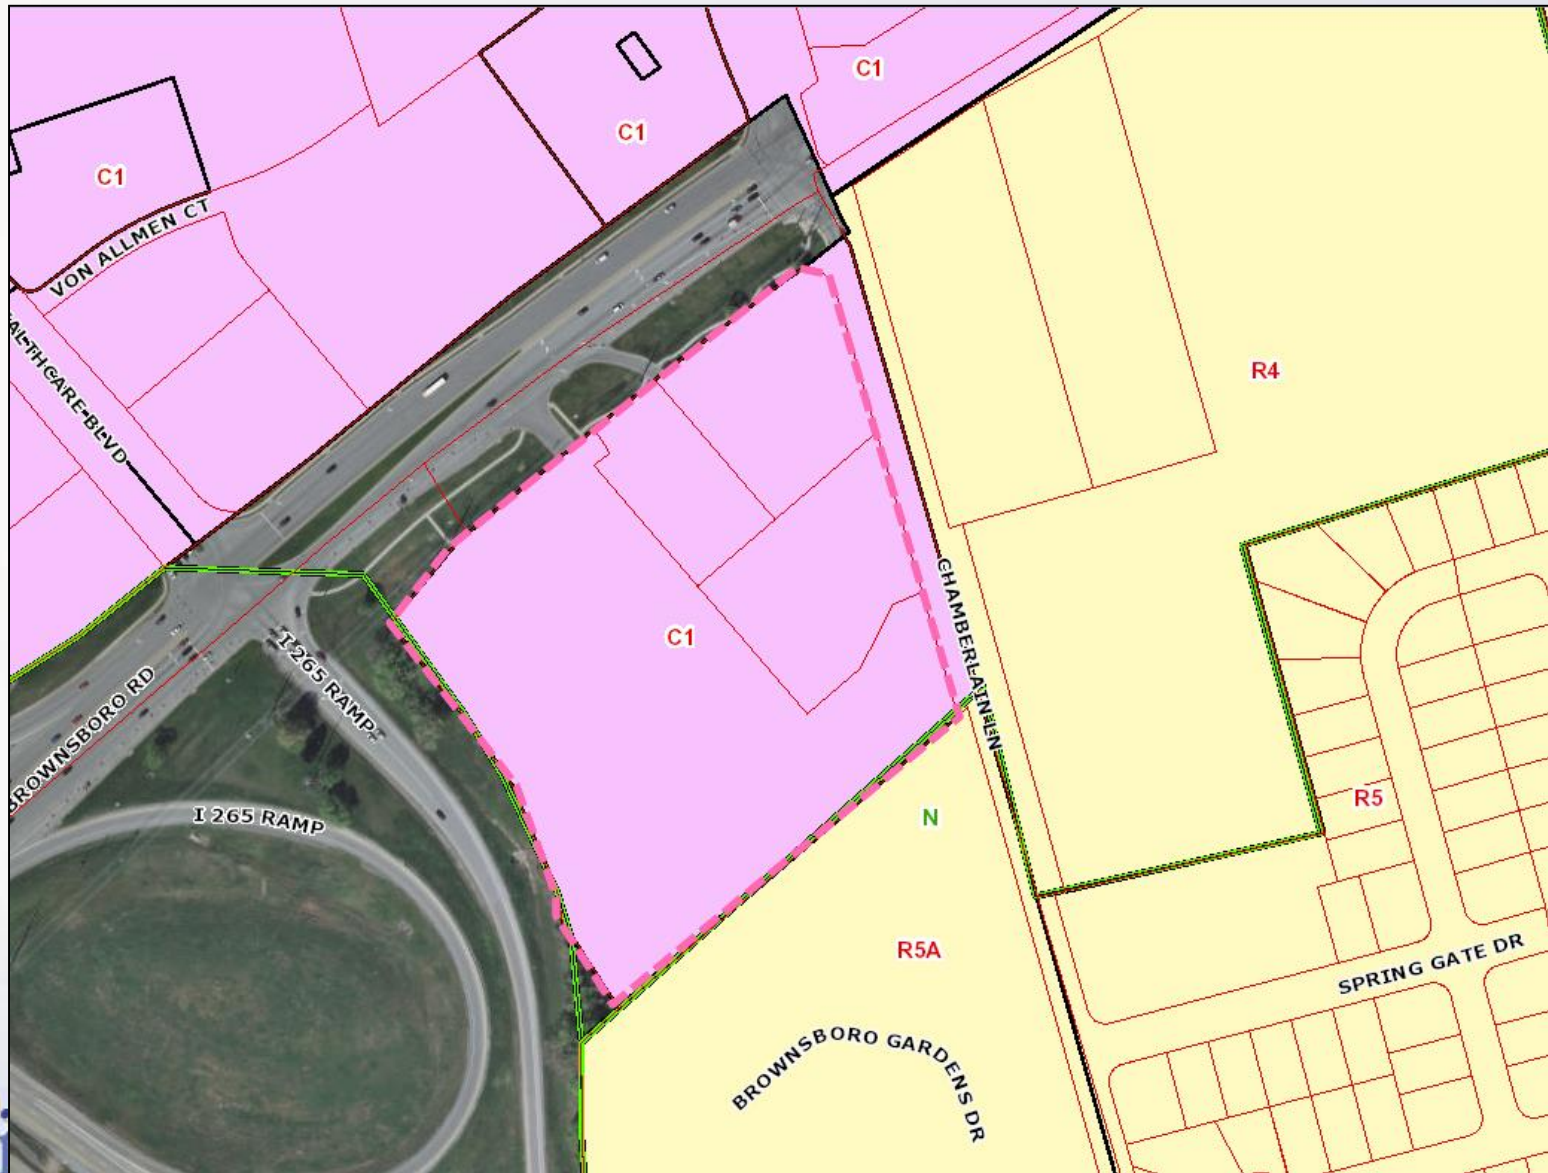 C1
C1
C1
VON ALLMEN CT
ALTHCARE BLVD
R4
CHAMBERLAIN LN
C1
I 265 RAMP
BROWNSBORO RD
I 265 RAMP
N
R5
R5A
SPRING GATE DR
BROWNSBORO GARDENS DR